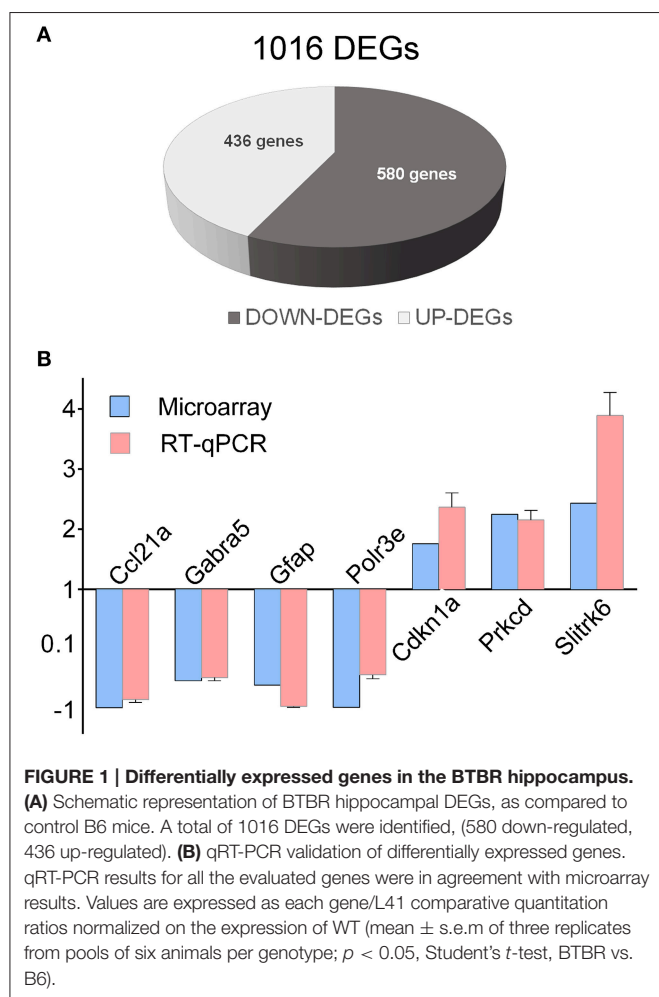 A
1016 DEGs
436 genes
580 genes
DOWN-DEGs UP-DEGs
B
4
3
2
1
0.1
-1
Microarray
RT-qPCR
Ccl21a
Gabra5
Gfap
Polr3e
Cdkn1a
Prkcd
Slitrk6
FIGURE 1 | Differentially expressed genes in the BTBR hippocampus.
(A) Schematic representation of BTBR hippocampal DEGs, as compared to
control B6 mice. A total of 1016 DEGs were identified, (580 down-regulated,
436 up-regulated). (B) qRT-PCR validation of differentially expressed genes.
qRT-PCR results for all the evaluated genes were in agreement with microarray
results. Values are expressed as each gene/L41 comparative quantitation
ratios normalized on the expression of WT (mean ± s.e.m of three replicates
from pools of six animals per genotype; p < 0.05, Student's t-test, BTBR vs.
B6).